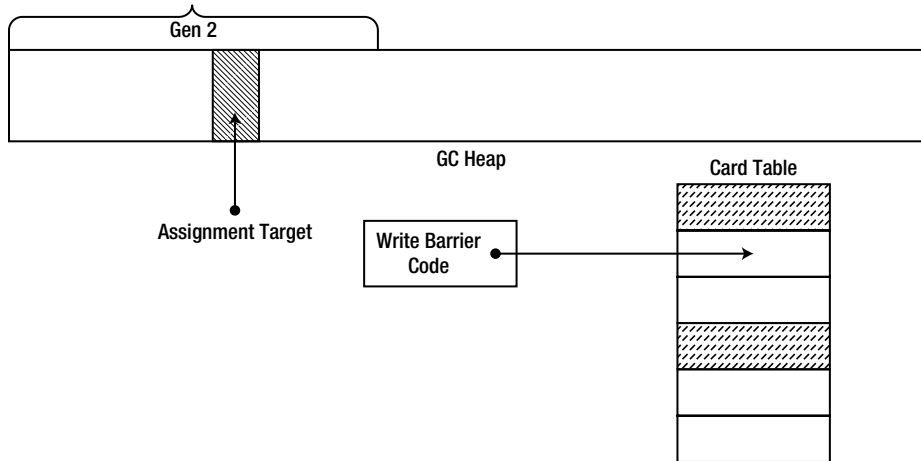 Gen 2
GC Heap
Card Table
Assignment Target
Write Barrier
Code